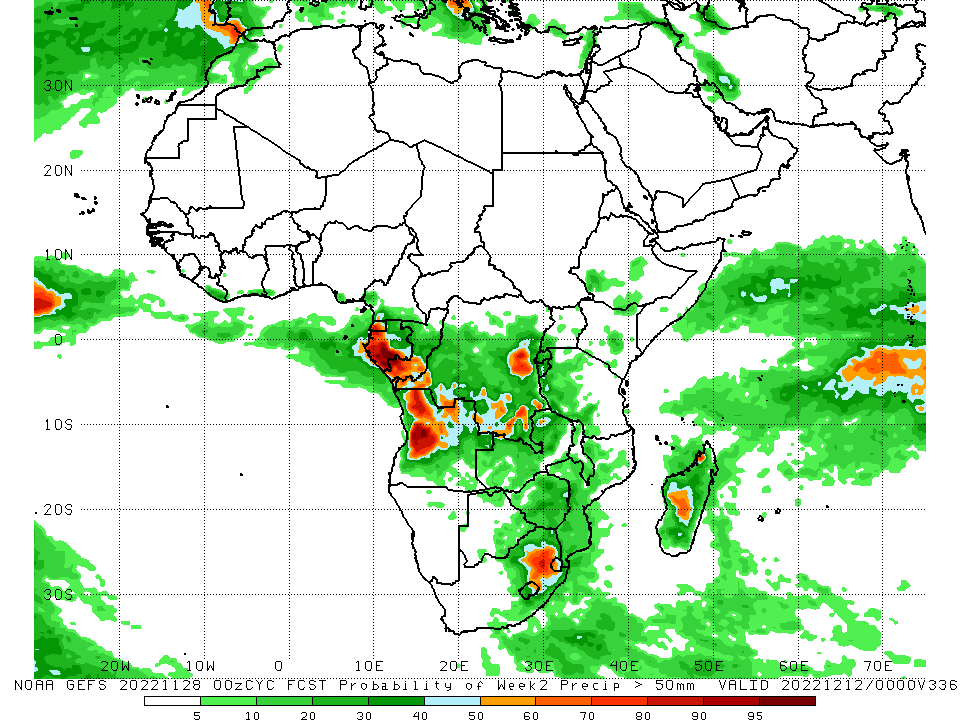 30N
20N
10N
0
10S
20S
30S
20W 10W 0 10E 20E 30E 40E 50E 60E 70E
NOAA GEFS 20221128 00zCYC FCST Probability of Week2 Precip > 50mm VALID 20221212/0000V336
5 10 20 30 40 50 60 70 80 90 95